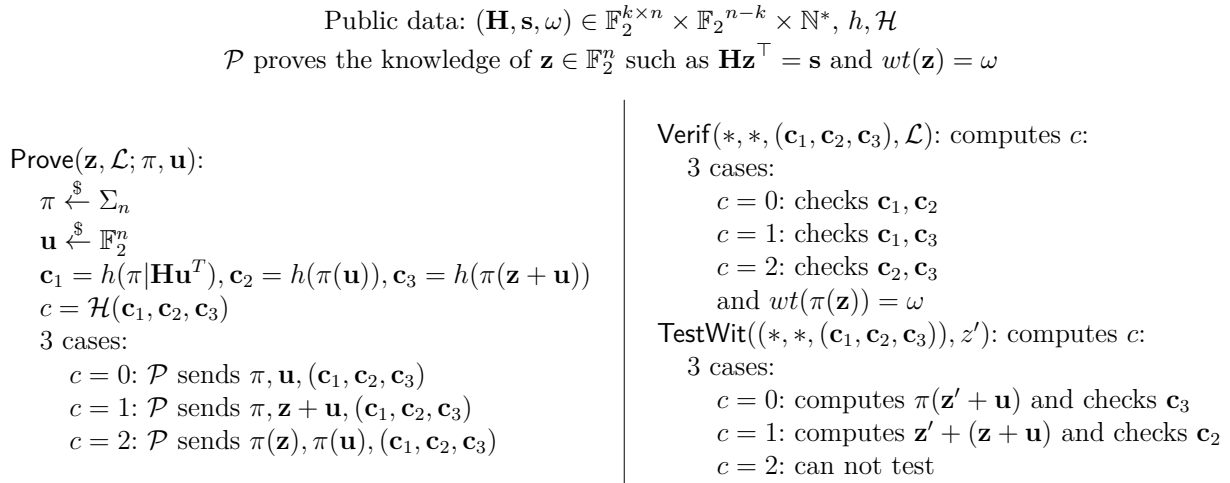 Public data: (𝐇, 𝐬, ω) ∈ 𝔽₂ᵏˣⁿ × 𝔽₂ⁿ⁻ᵏ × ℕ*, h, ℋ
𝒫 proves the knowledge of 𝐳 ∈ 𝔽₂ⁿ such as 𝐇𝐳^⊤ = 𝐬 and wt(𝐳) = ω
Prove(𝐳, ℒ; π, 𝐮):
π ←$ Σₙ
𝐮 ←$ 𝔽₂ⁿ
𝐜₁ = h(π|𝐇𝐮ᵀ), 𝐜₂ = h(π(𝐮)), 𝐜₃ = h(π(𝐳 + 𝐮))
c = ℋ(𝐜₁, 𝐜₂, 𝐜₃)
3 cases:
c = 0: 𝒫 sends π, 𝐮, (𝐜₁, 𝐜₂, 𝐜₃)
c = 1: 𝒫 sends π, 𝐳 + 𝐮, (𝐜₁, 𝐜₂, 𝐜₃)
c = 2: 𝒫 sends π(𝐳), π(𝐮), (𝐜₁, 𝐜₂, 𝐜₃)
Verif(∗, ∗, (𝐜₁, 𝐜₂, 𝐜₃), ℒ): computes c:
3 cases:
c = 0: checks 𝐜₁, 𝐜₂
c = 1: checks 𝐜₁, 𝐜₃
c = 2: checks 𝐜₂, 𝐜₃
and wt(π(𝐳)) = ω
TestWit((∗, ∗, (𝐜₁, 𝐜₂, 𝐜₃)), z′): computes c:
3 cases:
c = 0: computes π(𝐳′ + 𝐮) and checks 𝐜₃
c = 1: computes 𝐳′ + (𝐳 + 𝐮) and checks 𝐜₂
c = 2: can not test